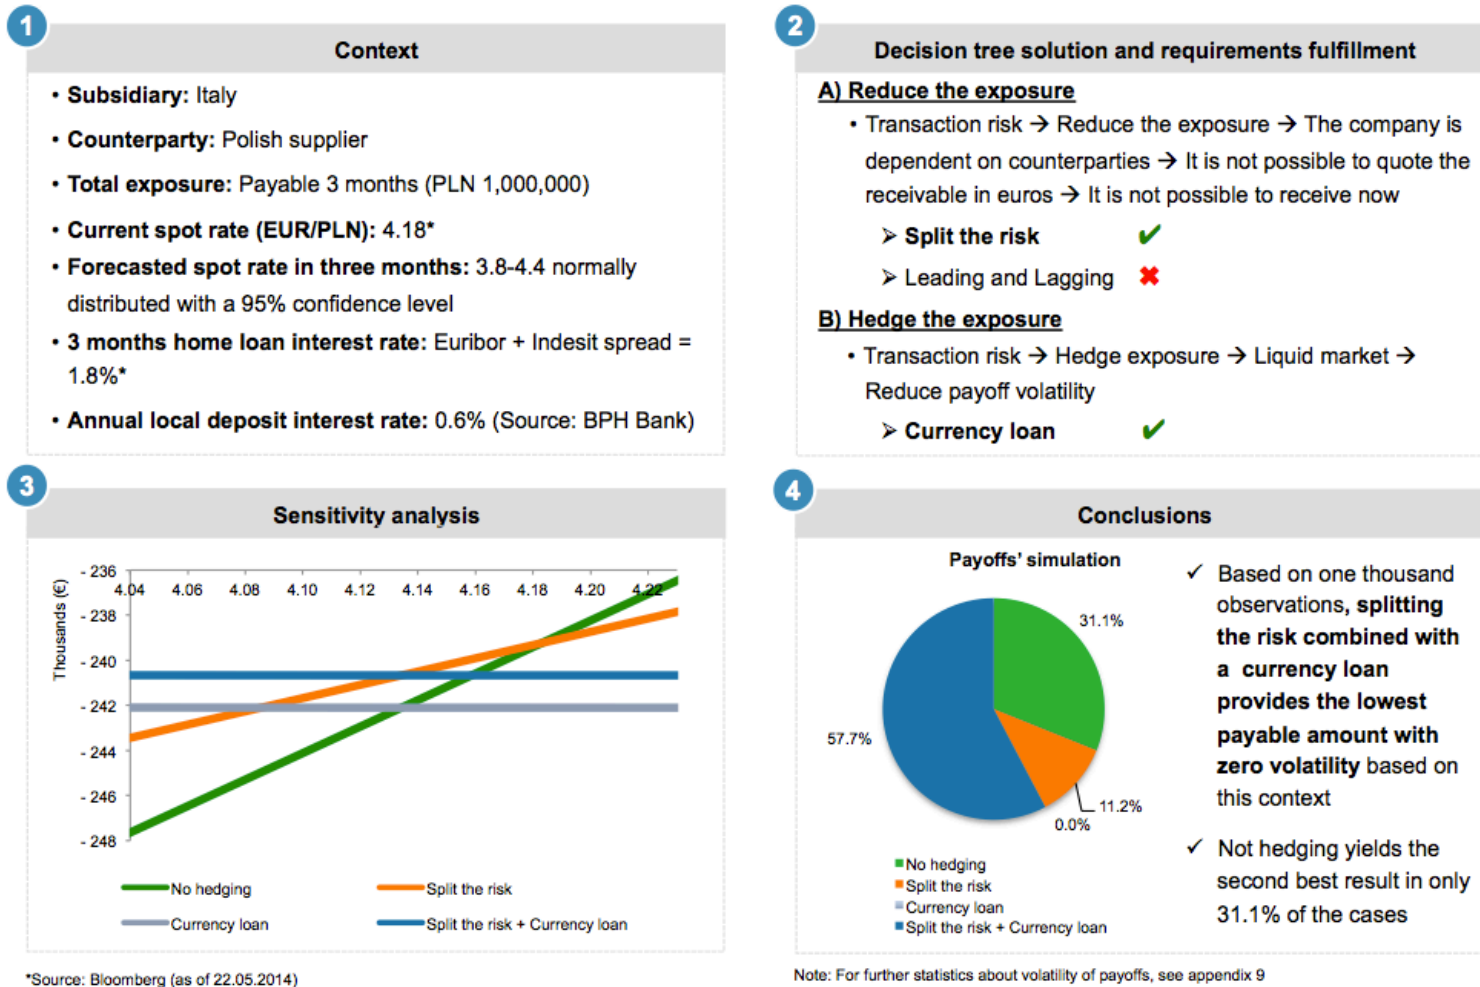 1
Context
• Subsidiary: Italy
• Counterparty: Polish supplier
• Total exposure: Payable 3 months (PLN 1,000,000)
• Current spot rate (EUR/PLN): 4.18*
• Forecasted spot rate in three months: 3.8-4.4 normally
distributed with a 95% confidence level
• 3 months home loan interest rate: Euribor + Indesit spread =
1.8%*
• Annual local deposit interest rate: 0.6% (Source: BPH Bank)
2
Decision tree solution and requirements fulfillment
A) Reduce the exposure
• Transaction risk → Reduce the exposure → The company is
dependent on counterparties → It is not possible to quote the
receivable in euros → It is not possible to receive now
➢ Split the risk ✔
➢ Leading and Lagging ✖
B) Hedge the exposure
• Transaction risk → Hedge exposure → Liquid market →
Reduce payoff volatility
➢ Currency loan ✔
3
Sensitivity analysis
Thousands (€)
- 236
- 238
- 240
- 242
- 244
- 246
- 248
4.04 4.06 4.08 4.10 4.12 4.14 4.16 4.18 4.20 4.22
No hedging
Split the risk
Currency loan
Split the risk + Currency loan
*Source: Bloomberg (as of 22.05.2014)
4
Conclusions
Payoffs' simulation
31.1%
57.7%
11.2%
0.0%
No hedging
Split the risk
Currency loan
Split the risk + Currency loan
✓ Based on one thousand
observations, splitting
the risk combined with
a currency loan
provides the lowest
payable amount with
zero volatility based on
this context
✓ Not hedging yields the
second best result in only
31.1% of the cases
Note: For further statistics about volatility of payoffs, see appendix 9